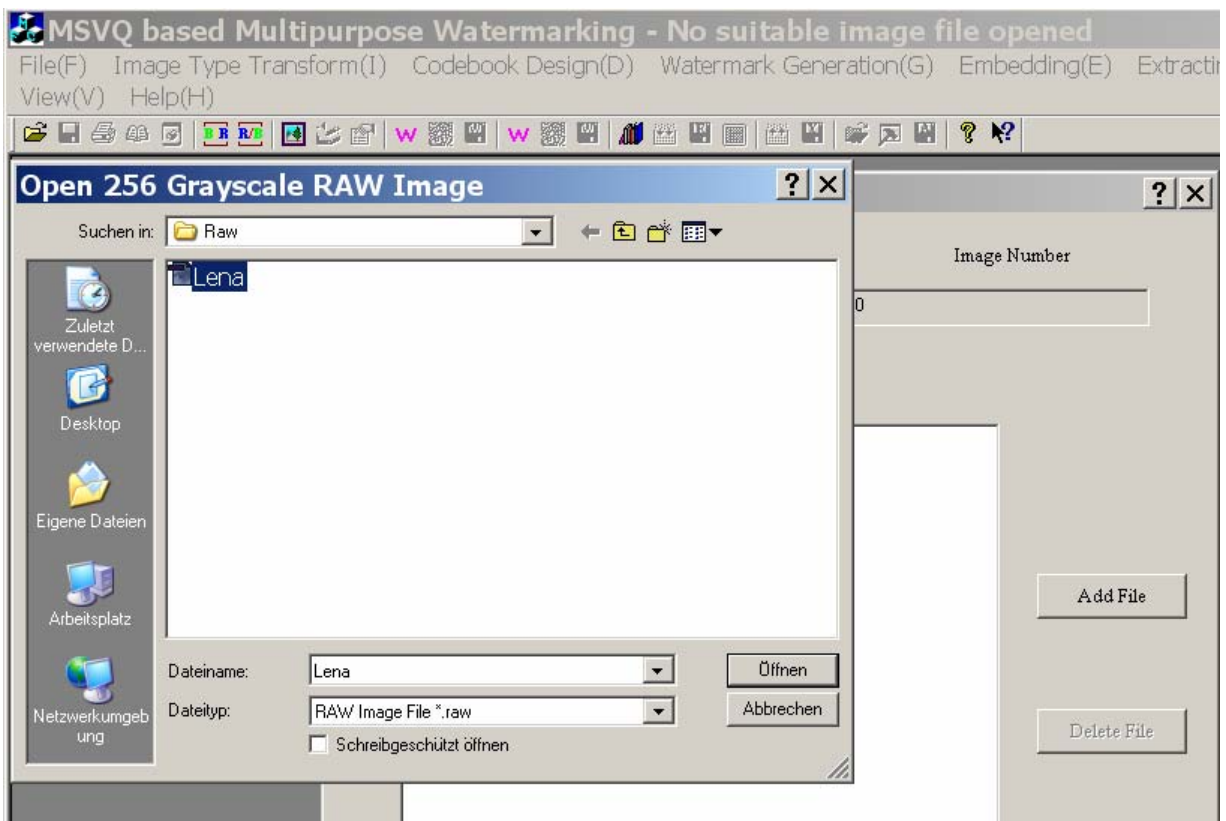 MSVQ based Multipurpose Watermarking - No suitable image file opened
File(F) Image Type Transform(I) Codebook Design(D) Watermark Generation(G) Embedding(E) Extractin
View(V) Help(H)
B R R/B W W
Open 256 Grayscale RAW Image
Suchen in: Raw
Lena
Zuletzt
verwendete D...
Desktop
Eigene Dateien
Arbeitsplatz
Netzwerkumgeb
ung
Dateiname: Lena Öffnen
Dateityp: RAW Image File *.raw Abbrechen
Schreibgeschützt öffnen
Image Number
0
Add File
Delete File